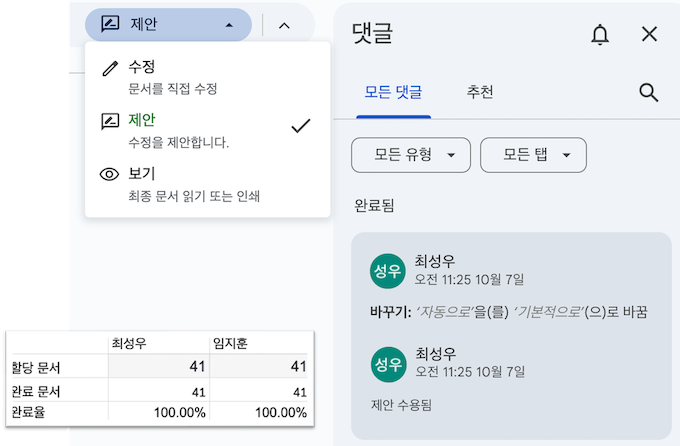 제안
수정
문서를 직접 수정
제안
수정을 제안합니다.
보기
최종 문서 읽기 또는 인쇄
최성우 임지훈
할당 문서 41 41
완료 문서 41 41
완료율 100.00% 100.00%
댓글
모든 댓글 추천
모든 유형 모든 탭
완료됨
성우 최성우
오전 11:25 10월 7일
바꾸기: ‘자동으로’을(를) ‘기본적으로’(으)로 바꿈
성우 최성우
오전 11:25 10월 7일
제안 수용됨